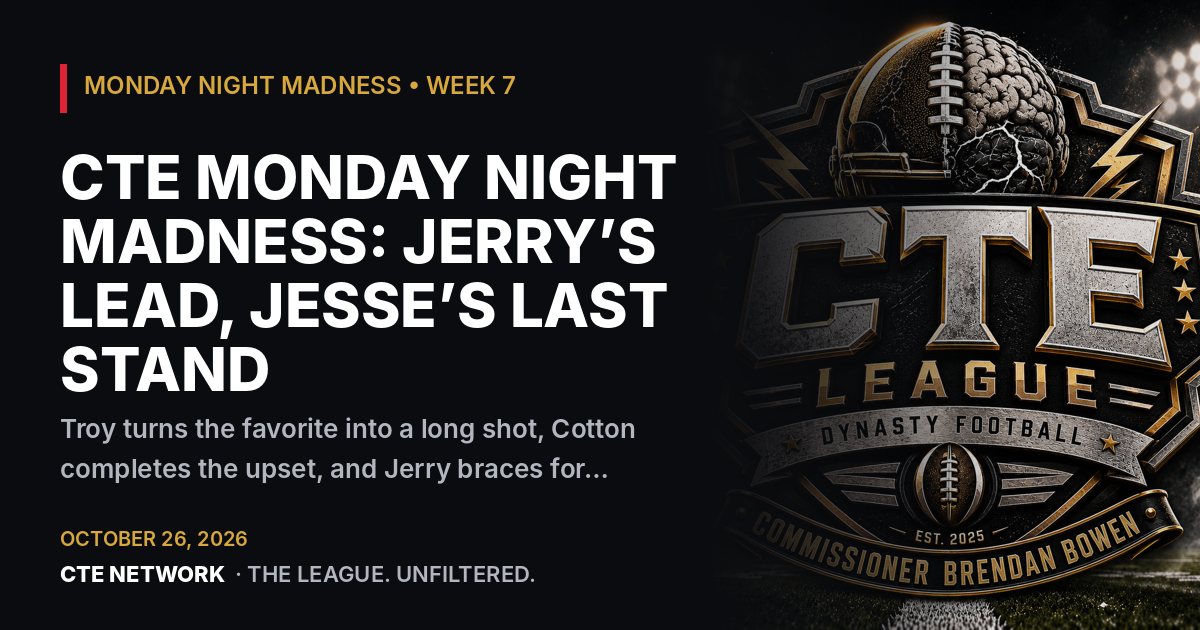 MONDAY NIGHT MADNESS • WEEK 7
CTE MONDAY NIGHT
MADNESS: JERRY’S
LEAD, JESSE’S LAST
STAND
Troy turns the favorite into a long shot, Cotton
completes the upset, and Jerry braces for...
OCTOBER 26, 2026
CTE NETWORK · THE LEAGUE. UNFILTERED.
CTE
LEAGUE
DYNASTY FOOTBALL
EST. 2025
COMMISSIONER BRENDAN BOWEN